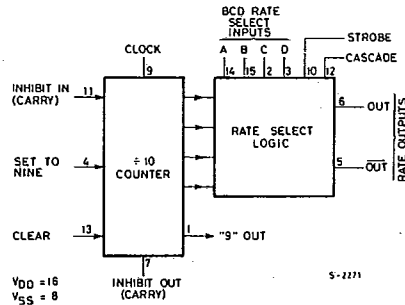 BCD RATE
SELECT
INPUTS
A B C D
STROBE
CASCADE
CLOCK
9
14 15 2 3 10 12
INHIBIT IN
(CARRY)
11
6
OUT
RATE SELECT
LOGIC
SET TO
NINE
4
÷10
COUNTER
5
OUT
RATE OUTPUTS
CLEAR
13
1
"9" OUT
7
INHIBIT OUT
(CARRY)
VDD = 16
VSS = 8
S-2271